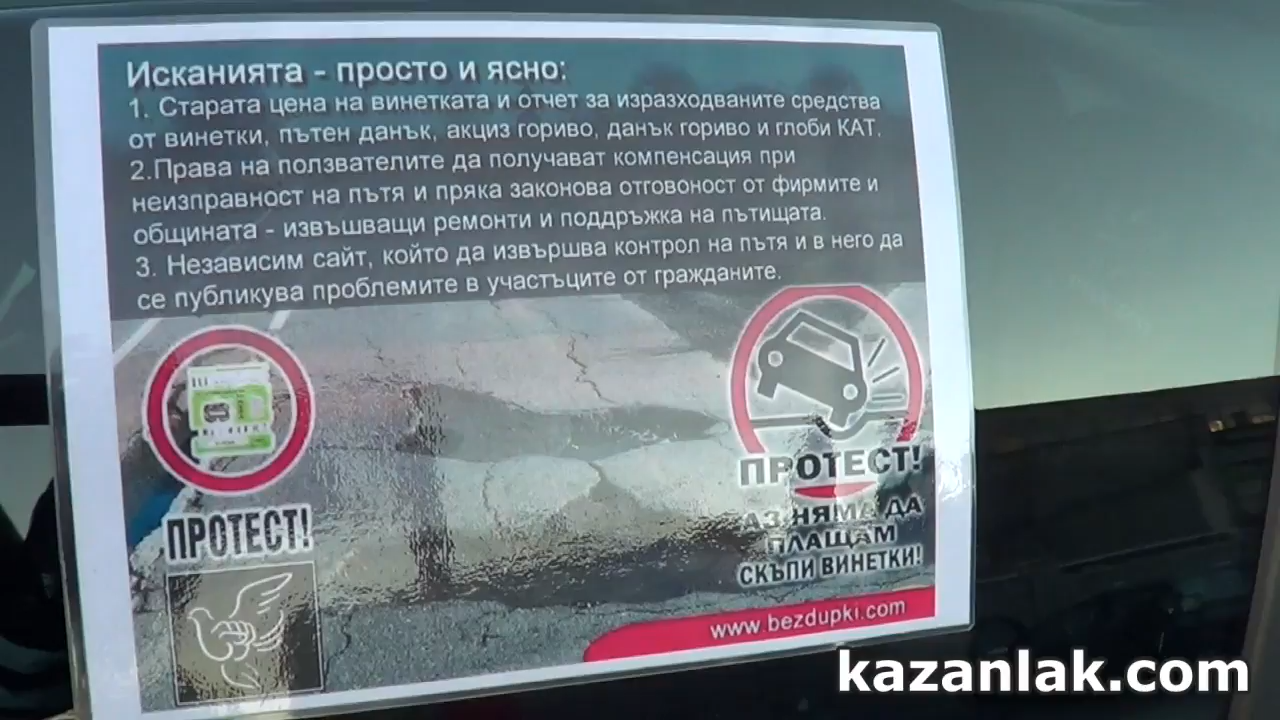 Исканията - просто и ясно:
1. Старата цена на винетката и отчет за изразходваните средства
от винетки, пътен данък, акциз гориво, данък гориво и глоби КАТ.
2.Права на ползвателите да получават компенсация при
неизправност на пътя и пряка законова отговоност от фирмите и
общината - извършващи ремонти и поддръжка на пътищата.
3. Независим сайт, който да извършва контрол на пътя и в него да
се публикува проблемите в участъците от гражданите.
ПРОТЕСТ!
ПРОТЕСТ!
АЗ НЯМА ДА
ПЛАЩАМ
СКЪПИ ВИНЕТКИ!
www.bezdupki.com
kazanlak.com